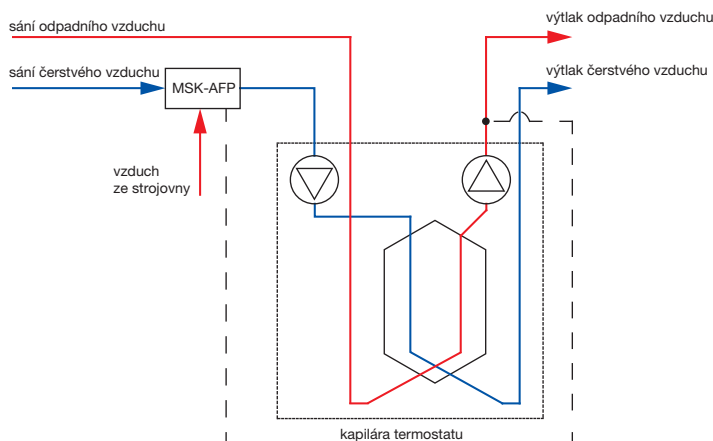 sání odpadního vzduchu
výtlak odpadního vzduchu
sání čerstvého vzduchu
výtlak čerstvého vzduchu
MSK-AFP
vzduch
ze strojovny
kapilára termostatu